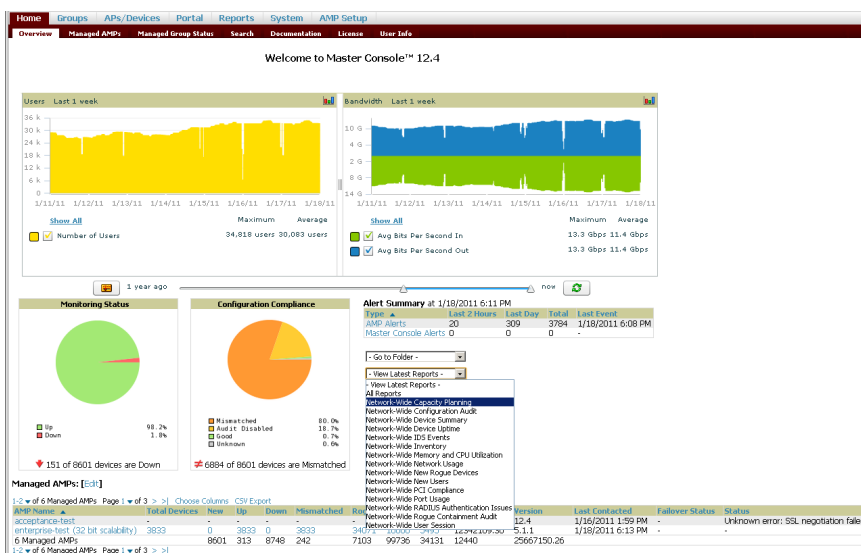 Home Groups APs/Devices Portal Reports System AMP Setup
Overview Managed AMPs Managed Group Status Search Documentation License User Info
Welcome to Master Console™ 12.4
Users Last 1 week
36 k
30 k
24 k
18 k
12 k
6 k
0
1/11/11 1/12/11 1/13/11 1/14/11 1/15/11 1/16/11 1/17/11 1/18/11
Show All Maximum Average
Number of Users 34,818 users 30,083 users
Bandwidth Last 1 week
10 G
4 G
2 G
8 G
14 G
1/11/11 1/12/11 1/13/11 1/14/11 1/15/11 1/16/11 1/17/11 1/18/11
Show All Maximum Average
Avg Bits Per Second In 13.3 Gbps 11.4 Gbps
Avg Bits Per Second Out 13.3 Gbps 11.4 Gbps
1 year ago now
Monitoring Status
Up 98.2%
Down 1.8%
151 of 8601 devices are Down
Configuration Compliance
Mismatched 80.0%
Audit Disabled 18.7%
Good 0.7%
Unknown 0.6%
6884 of 8601 devices are Mismatched
Alert Summary at 1/18/2011 6:11 PM
Type Last 2 Hours Last Day Total Last Event
AMP Alerts 20 309 3784 1/18/2011 6:08 PM
Master Console Alerts 0 0 0 -
- Go to Folder -
- View Latest Reports -
- View Latest Reports -
All Reports
Network-Wide Capacity Planning
Network-Wide Configuration Audit
Network-Wide Device Summary
Network-Wide Device Uptime
Network-Wide IDS Events
Network-Wide Inventory
Network-Wide Memory and CPU Utilization
Network-Wide Network Usage
Network-Wide New Rogue Devices
Network-Wide New Users
Network-Wide PCI Compliance
Network-Wide Port Usage
Network-Wide RADIUS Authentication Issues
Network-Wide Rogue Containment Audit
Network-Wide User Session
Managed AMPs: [Edit]
1-2 of 6 Managed AMPs Page 1 of 3 > >| Choose Columns CSV Export
AMP Name Total Devices New Up Down Mismatched Version Last Contacted Failover Status Status
acceptance-test - - - - - 12.4 1/16/2011 1:59 PM - Unknown error: SSL negotiation faile
enterprise-test (32 bit scalability) 3833 0 3833 0 3833 5.1.1 1/18/2011 6:13 PM - -
6 Managed AMPs 8601 313 8748 242 7103 99736 34131 12440 25667150.26
1-2 of 6 Managed AMPs Page 1 of 3 > >|